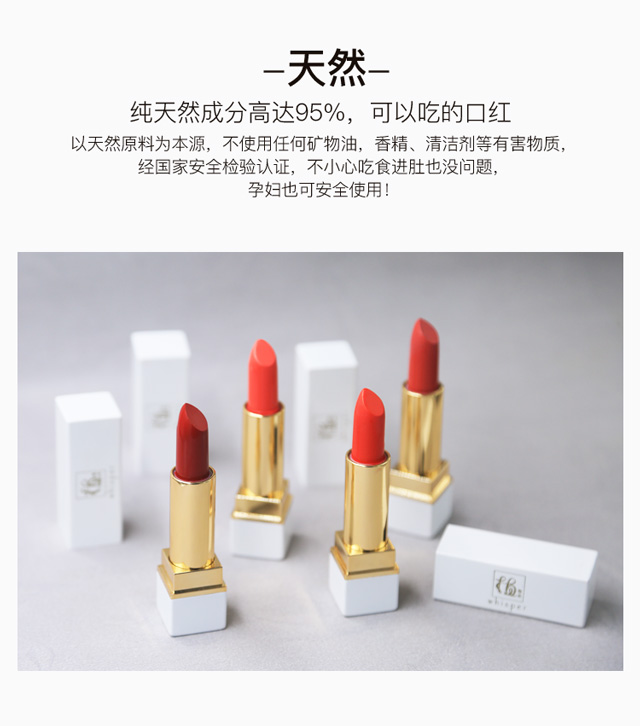 –天然–
纯天然成分高达95%，可以吃的口红
以天然原料为本源，不使用任何矿物油，香精、清洁剂等有害物质，
经国家安全检验认证，不小心吃食进肚也没问题，
孕妇也可安全使用！
whisper